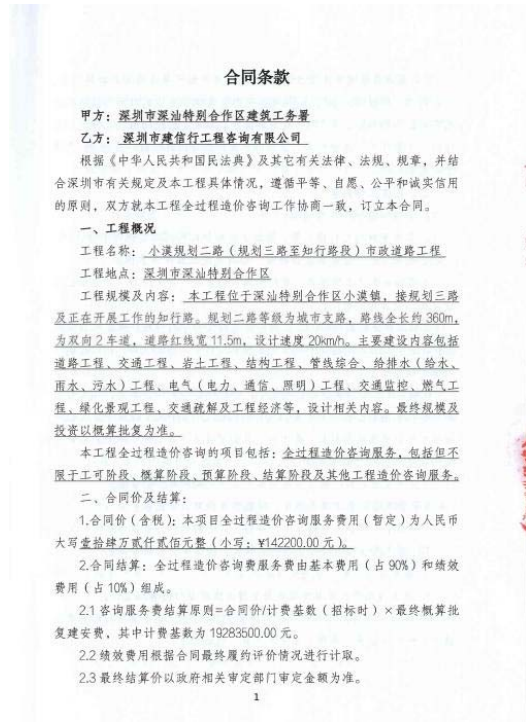 合同条款
甲方：深圳市深汕特别合作区建筑工务署
乙方：深圳市建信行工程咨询有限公司
根据《中华人民共和国民法典》及其它有关法律、法规、规章，并结
合深圳市有关规定及本工程具体情况，遵循平等、自愿、公平和诚实信用
的原则，双方就本工程全过程造价咨询工作协商一致，订立本合同。
一、工程概况
工程名称：小漠规划二路（规划三路至知行路段）市政道路工程
工程地点：深圳市深汕特别合作区
工程规模及内容：本工程位于深汕特别合作区小漠镇，接规划三路
及正在开展工作的知行路。规划二路等级为城市支路，路线全长约 360m，
为双向2车道，道路红线宽 11.5m，设计速度 20km/h。主要建设内容包括
道路工程、交通工程、岩土工程、结构工程、管线综合、给排水（给水、
雨水、污水）工程、电气（电力、通信、照明）工程、交通监控、燃气工
程、绿化景观工程、交通疏解及工程经济等，设计相关内容。最终规模及
投资以概算批复为准。
本工程全过程造价咨询的项目包括：全过程造价咨询服务，包括但不
限于工可阶段、概算阶段、预算阶段、结算阶段及其他工程造价咨询服务。
二、合同价及结算：
1.合同价（含税）：本项目全过程造价咨询服务费用（暂定）为人民币
大写壹拾肆万贰仟贰佰元整（小写：¥142200.00 元）。
2.合同结算：全过程造价咨询费服务费由基本费用（占 90%）和绩效
费用（占 10%）组成。
2.1 咨询服务费结算原则=合同价/计费基数（招标时）×最终概算批
复建安费，其中计费基数为 19283500.00 元。
2.2 绩效费用根据合同最终履约评价情况进行计取。
2.3 最终结算价以政府相关审定部门审定金额为准。
1